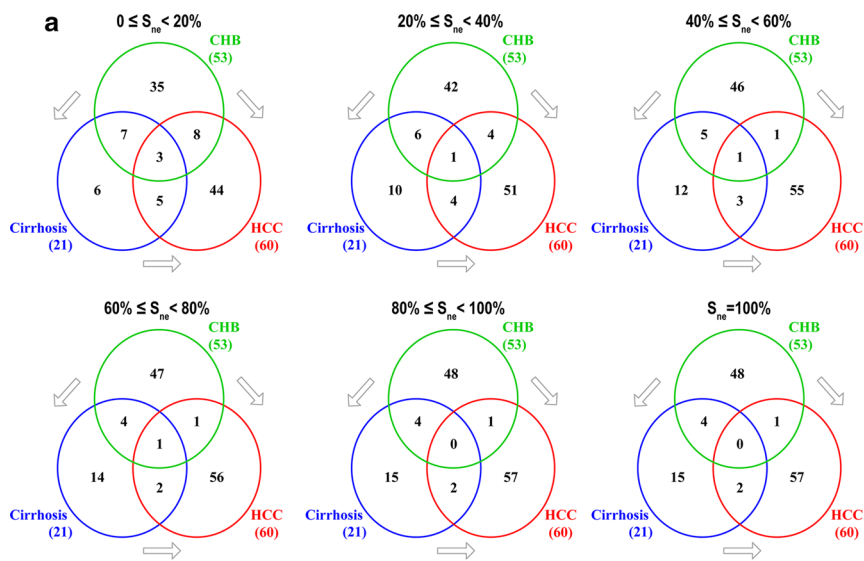 a
0 ≤ Sne < 20%
CHB
(53)
35
7
8
3
6
5
44
Cirrhosis
(21)
HCC
(60)
20% ≤ Sne < 40%
CHB
(53)
42
6
4
1
10
4
51
Cirrhosis
(21)
HCC
(60)
40% ≤ Sne < 60%
CHB
(53)
46
5
1
1
12
3
55
Cirrhosis
(21)
HCC
(60)
60% ≤ Sne < 80%
CHB
(53)
47
4
1
1
14
2
56
Cirrhosis
(21)
HCC
(60)
80% ≤ Sne < 100%
CHB
(53)
48
4
1
0
15
2
57
Cirrhosis
(21)
HCC
(60)
Sne=100%
CHB
(53)
48
4
1
0
15
2
57
Cirrhosis
(21)
HCC
(60)